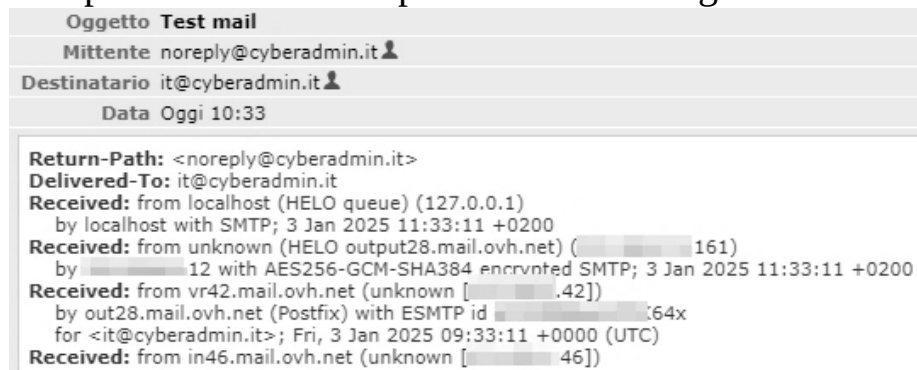 Oggetto Test mail
Mittente noreply@cyberadmin.it
Destinatario it@cyberadmin.it
Data Oggi 10:33
Return-Path: <noreply@cyberadmin.it>
Delivered-To: it@cyberadmin.it
Received: from localhost (HELO queue) (127.0.0.1)
by localhost with SMTP; 3 Jan 2025 11:33:11 +0200
Received: from unknown (HELO output28.mail.ovh.net) ( 161)
by 12 with AES256-GCM-SHA384 encrypted SMTP; 3 Jan 2025 11:33:11 +0200
Received: from vr42.mail.ovh.net (unknown [ .42])
by out28.mail.ovh.net (Postfix) with ESMTP id 64x
for <it@cyberadmin.it>; Fri, 3 Jan 2025 09:33:11 +0000 (UTC)
Received: from in46.mail.ovh.net (unknown [ 46])